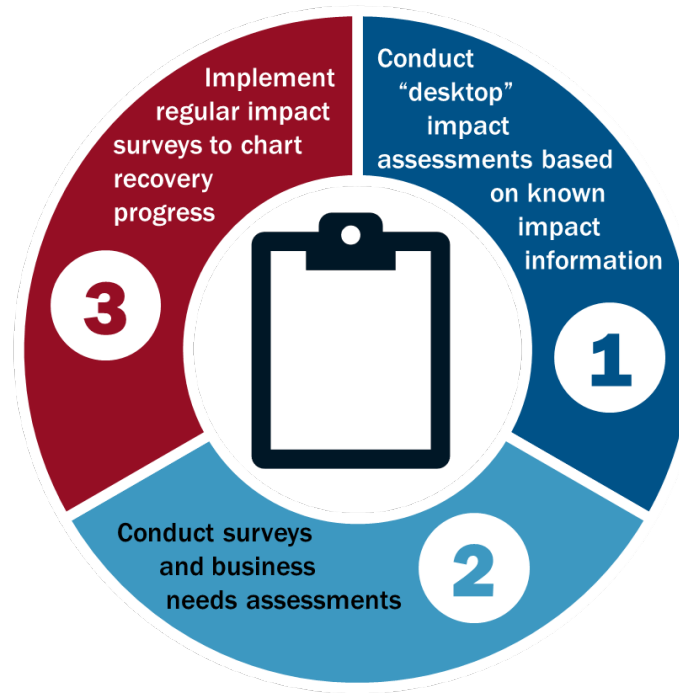 Conduct
“desktop”
impact
assessments based
on known
impact
information
1
Conduct surveys
and business
needs assessments
2
Implement
regular impact
surveys to chart
recovery
progress
3